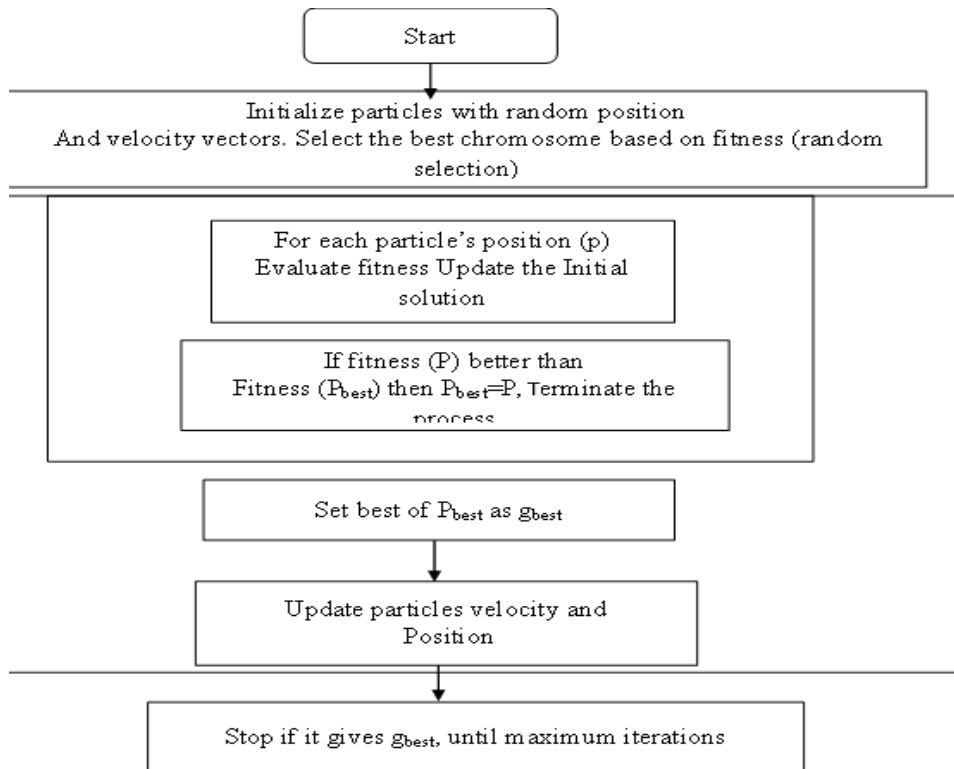 Start
Initialize particles with random position
And velocity vectors. Select the best chromosome based on fitness (random
selection)
For each particle's position (p)
Evaluate fitness Update the Initial
solution
If fitness (P) better than
Fitness (Pbest) then Pbest=P, Terminate the
process
Set best of Pbest as gbest
Update particles velocity and
Position
Stop if it gives gbest, until maximum iterations